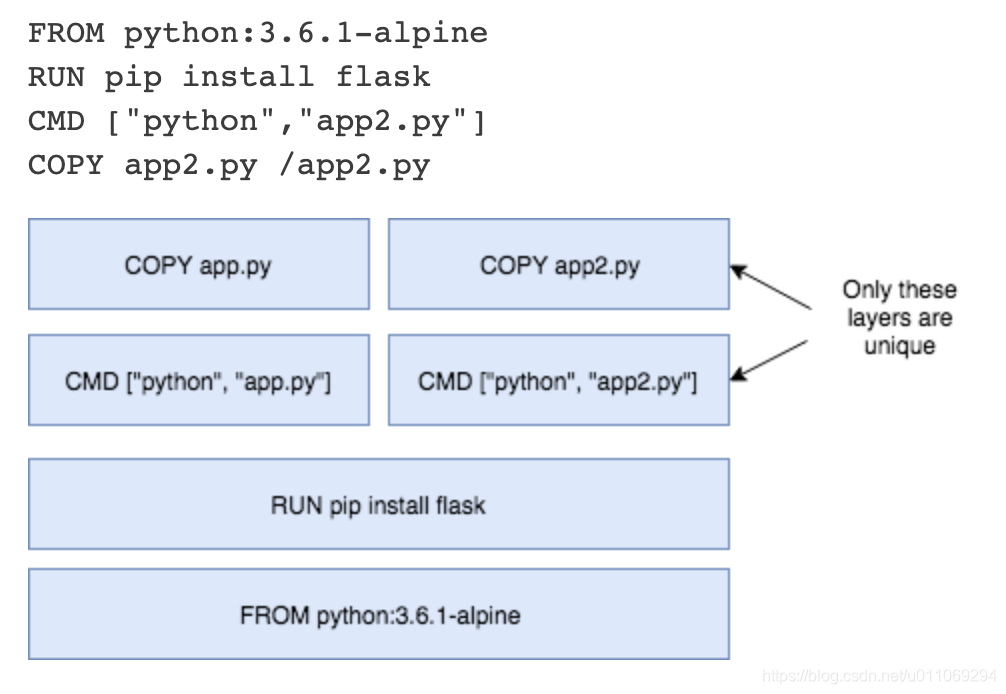 FROM python:3.6.1-alpine
RUN pip install flask
CMD ["python","app2.py"]
COPY app2.py /app2.py
COPY app.py
COPY app2.py
Only these
layers are
unique
CMD ["python", "app.py"]
CMD ["python", "app2.py"]
RUN pip install flask
FROM python:3.6.1-alpine
https://blog.csdn.net/u011069294